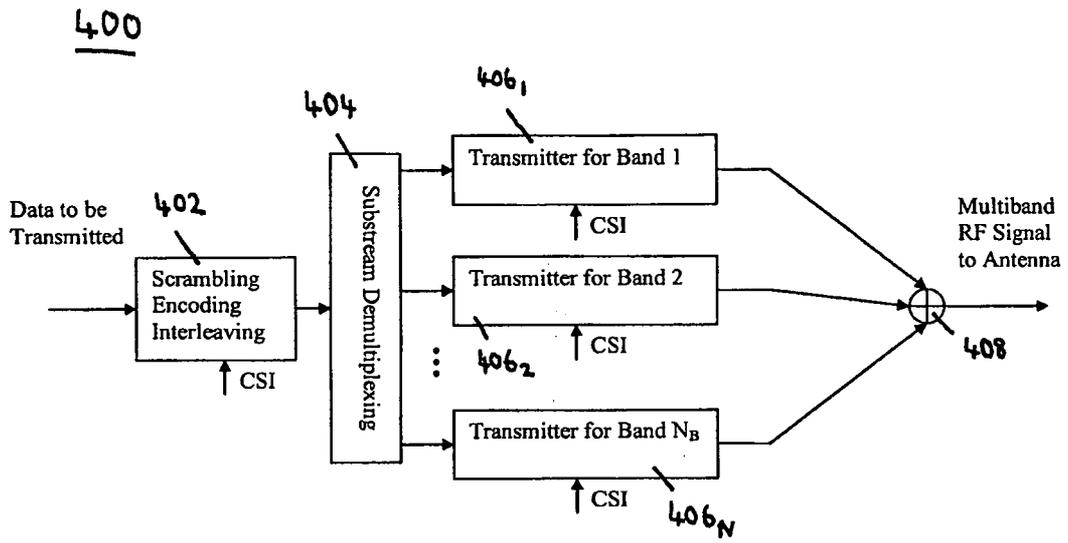 400
404
406₁
Transmitter for Band 1
CSI
Data to be
Transmitted
402
Scrambling
Encoding
Interleaving
CSI
Substream Demultiplexing
Transmitter for Band 2
406₂
CSI
Transmitter for Band N_B
CSI
406_N
Multiband
RF Signal
to Antenna
408